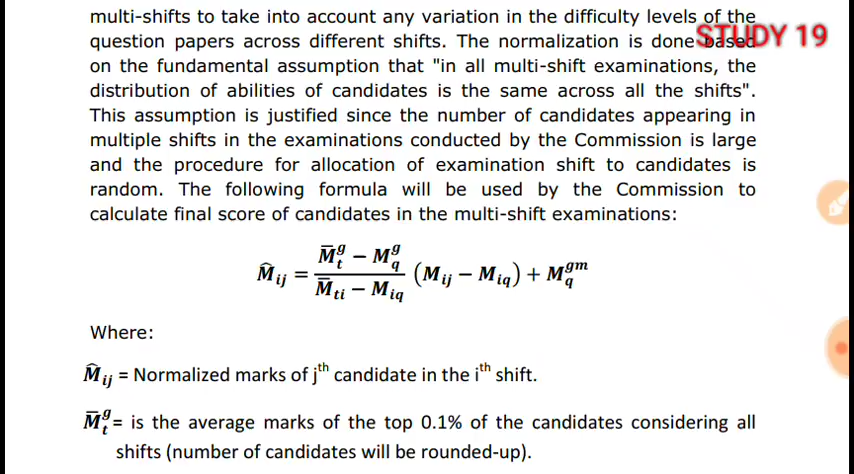 multi-shifts to take into account any variation in the difficulty levels of the
question papers across different shifts. The normalization is done based
STUDY 19
on the fundamental assumption that "in all multi-shift examinations, the
distribution of abilities of candidates is the same across all the shifts".
This assumption is justified since the number of candidates appearing in
multiple shifts in the examinations conducted by the Commission is large
and the procedure for allocation of examination shift to candidates is
random. The following formula will be used by the Commission to
calculate final score of candidates in the multi-shift examinations:
M̂ij = (M̄t^g − Mq^g) / (M̄ti − Miq) (Mij − Miq) + Mq^gm
Where:
M̂ij = Normalized marks of jth candidate in the ith shift.
M̄t^g = is the average marks of the top 0.1% of the candidates considering all
shifts (number of candidates will be rounded-up).